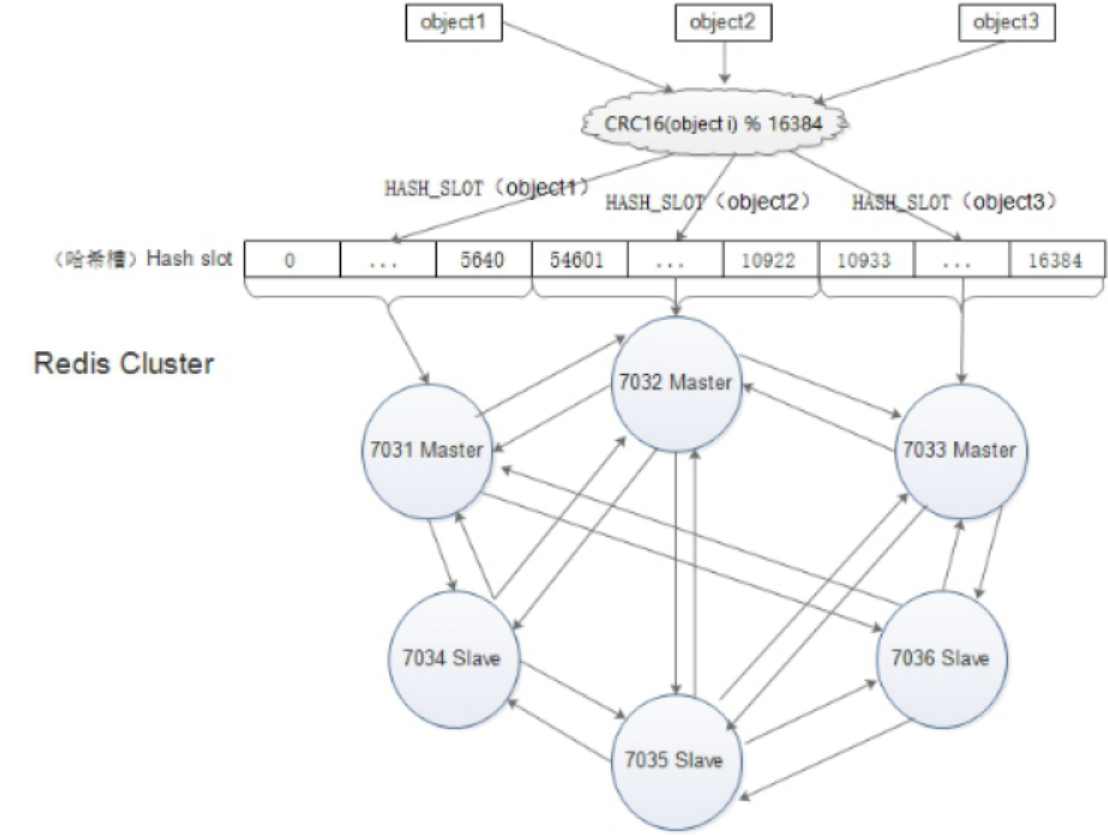 object1
object2
object3
CRC16(object i) % 16384
HASH_SLOT（object1）
HASH_SLOT（object2）
HASH_SLOT（object3）
（哈希槽）Hash slot
0
...
5640
54601
...
10922
10933
...
16384
Redis Cluster
7032 Master
7031 Master
7033 Master
7034 Slave
7036 Slave
7035 Slave